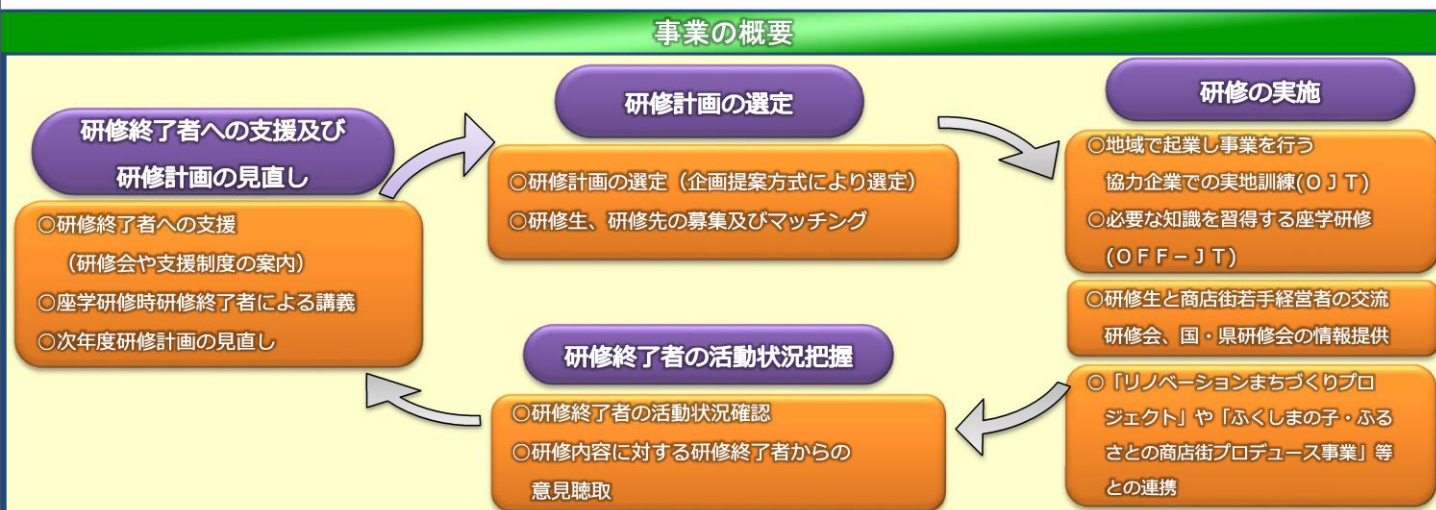 事業の概要
研修計画の選定
○研修計画の選定（企画提案方式により選定）
○研修生、研修先の募集及びマッチング
研修の実施
○地域で起業し事業を行う
協力企業での実地訓練(ＯＪＴ)
○必要な知識を習得する座学研修
(ＯＦＦ－ＪＴ)
○研修生と商店街若手経営者の交流
研修会、国・県研修会の情報提供
○「リノベーションまちづくりプロ
ジェクト」や「ふくしまの子・ふる
さとの商店街プロデュース事業」等
との連携
研修終了者の活動状況把握
○研修終了者の活動状況確認
○研修内容に対する研修終了者からの
意見聴取
研修終了者への支援及び
研修計画の見直し
○研修終了者への支援
（研修会や支援制度の案内）
○座学研修時研修終了者による講義
○次年度研修計画の見直し